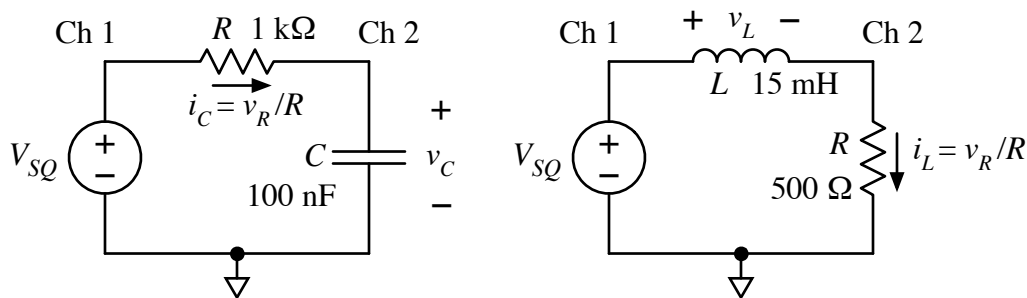 Ch 1
R 1 kΩ
Ch 2
i_C = v_R/R
V_SQ
+
−
C
100 nF
+
v_C
−
Ch 1
+ v_L −
Ch 2
L 15 mH
V_SQ
+
−
R
500 Ω
i_L = v_R/R